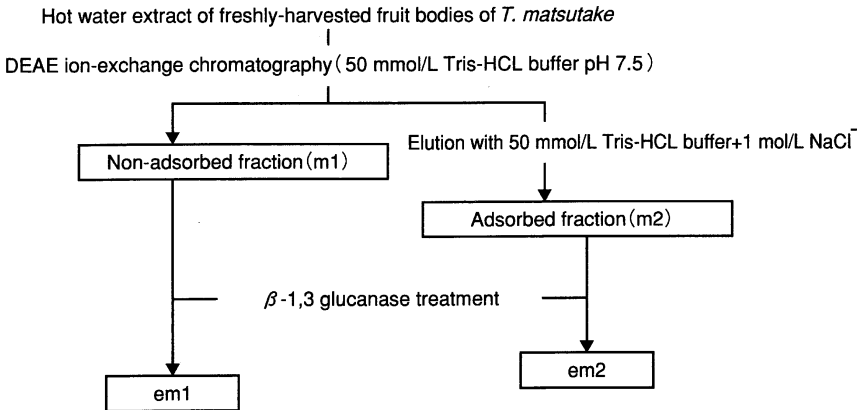 Hot water extract of freshly-harvested fruit bodies of T. matsutake
DEAE ion-exchange chromatography(50 mmol/L Tris-HCL buffer pH 7.5)
Elution with 50 mmol/L Tris-HCL buffer+1 mol/L NaCl‾
Non-adsorbed fraction(m1)
Adsorbed fraction(m2)
β-1,3 glucanase treatment
em1
em2